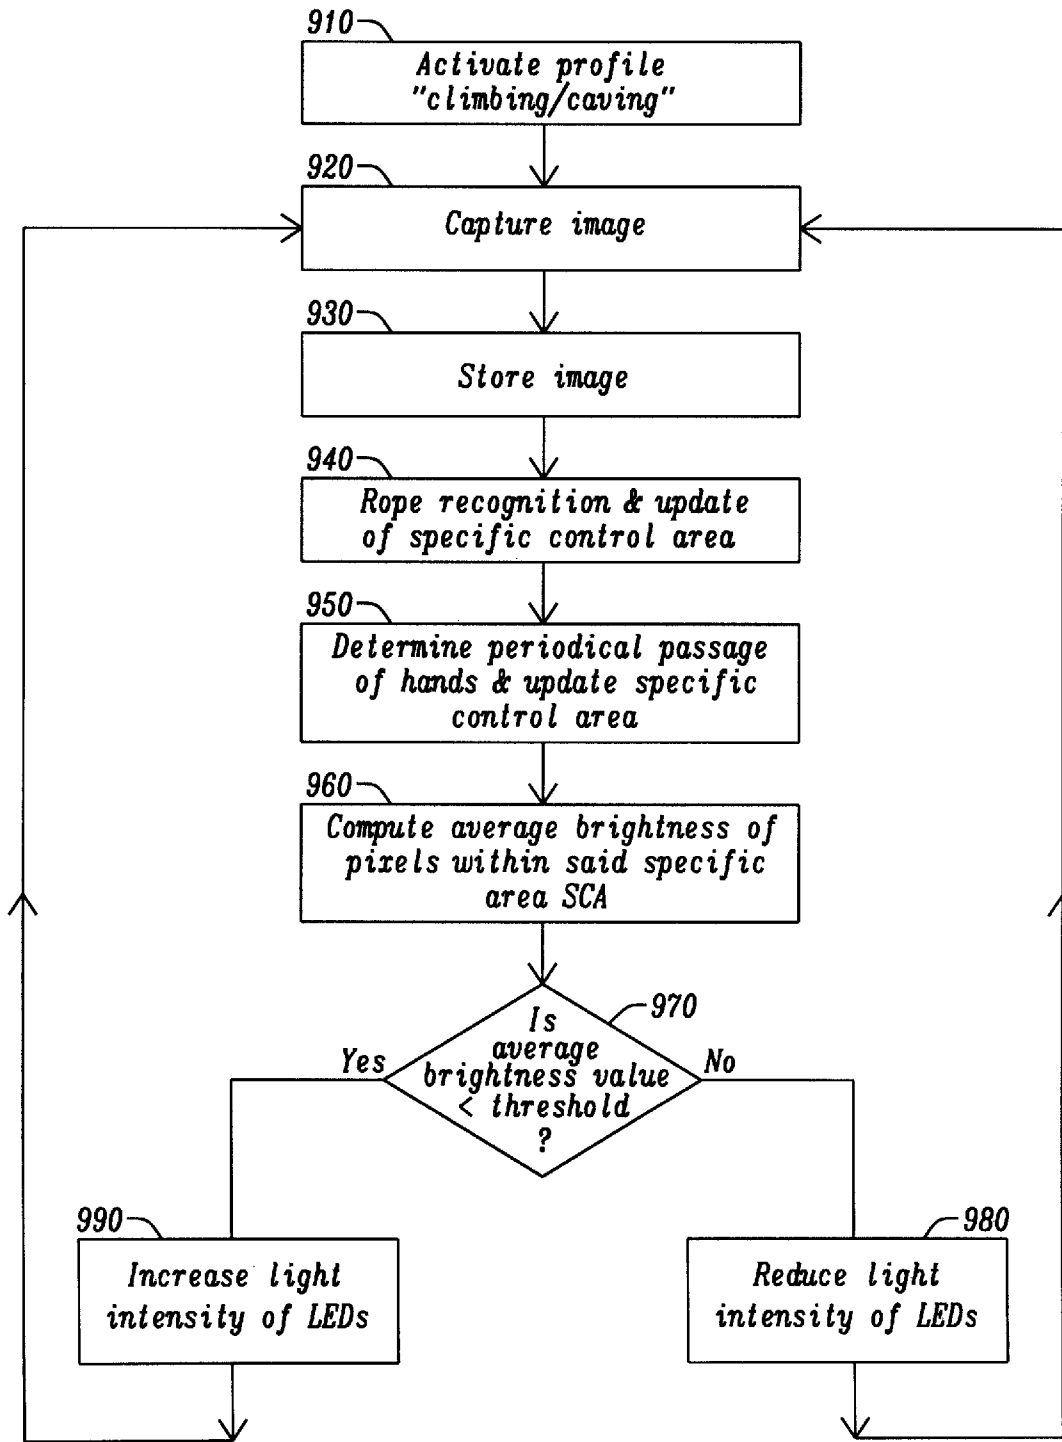 910
Activate profile
"climbing/caving"
920
Capture image
930
Store image
940
Rope recognition & update
of specific control area
950
Determine periodical passage
of hands & update specific
control area
960
Compute average brightness of
pixels within said specific
area SCA
970
Is
average
brightness value
< threshold
?
Yes
No
990
Increase light
intensity of LEDs
980
Reduce light
intensity of LEDs